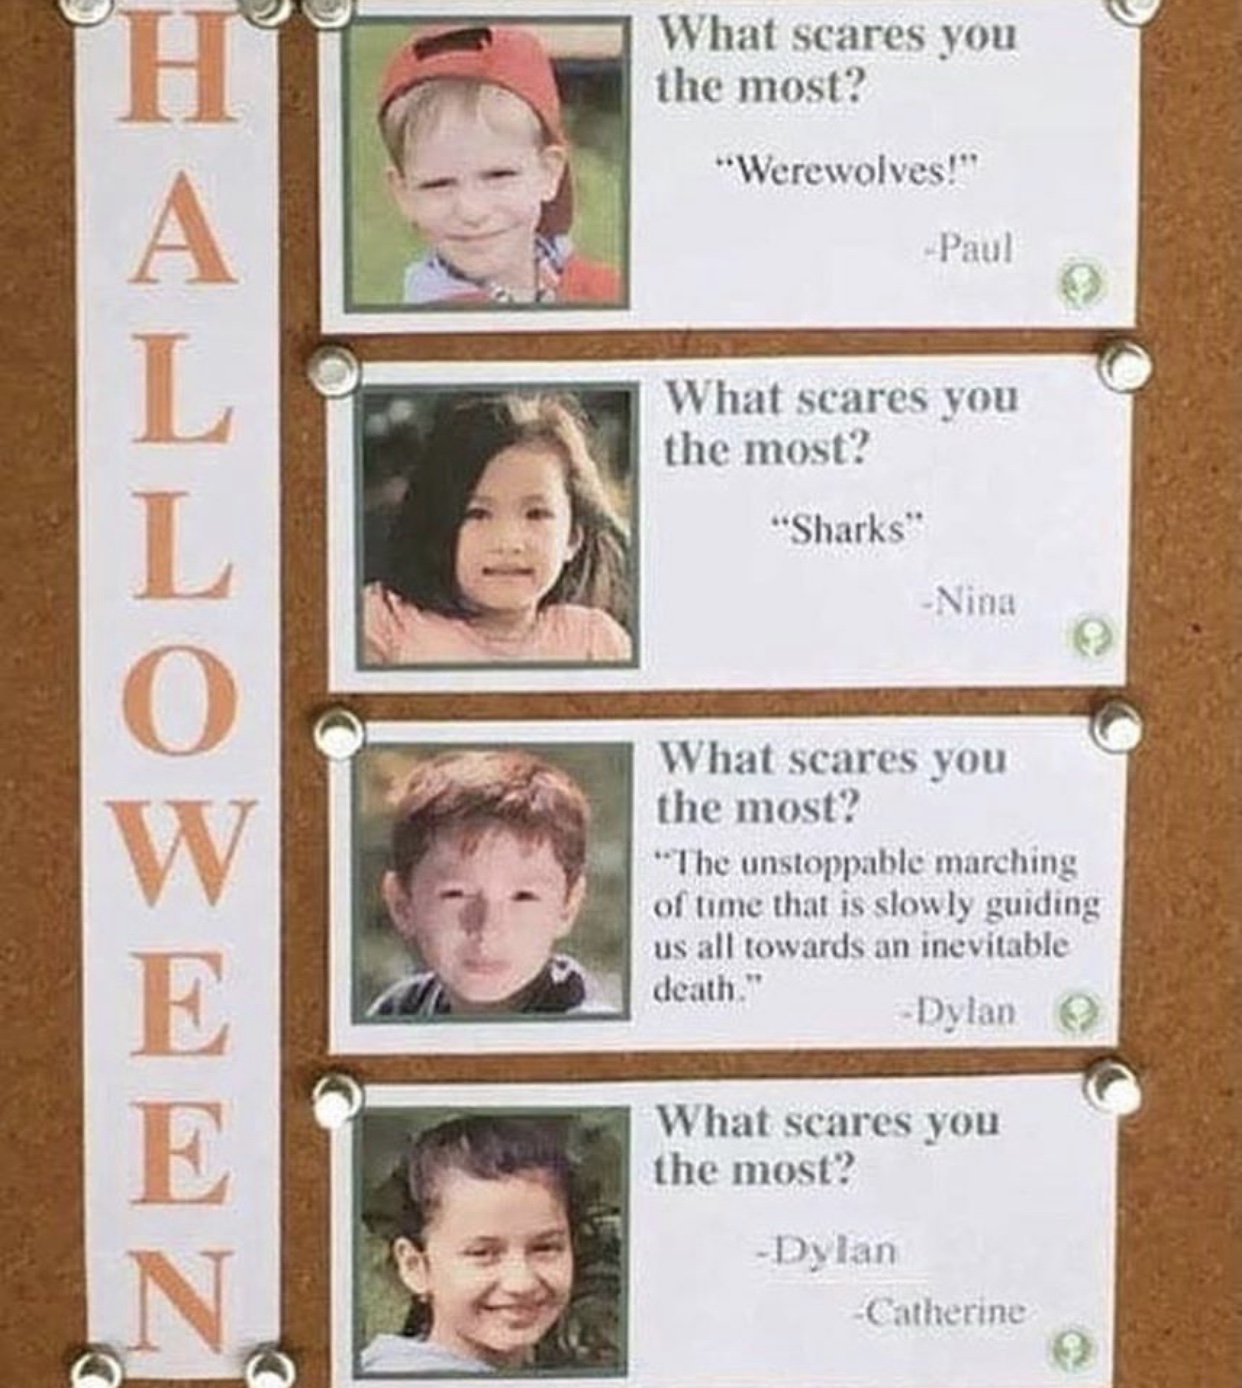 HALLOWEEN
What scares you
the most?
“Werewolves!”
-Paul
What scares you
the most?
“Sharks”
-Nina
What scares you
the most?
“The unstoppable marching
of time that is slowly guiding
us all towards an inevitable
death.”
-Dylan
What scares you
the most?
-Dylan
-Catherine